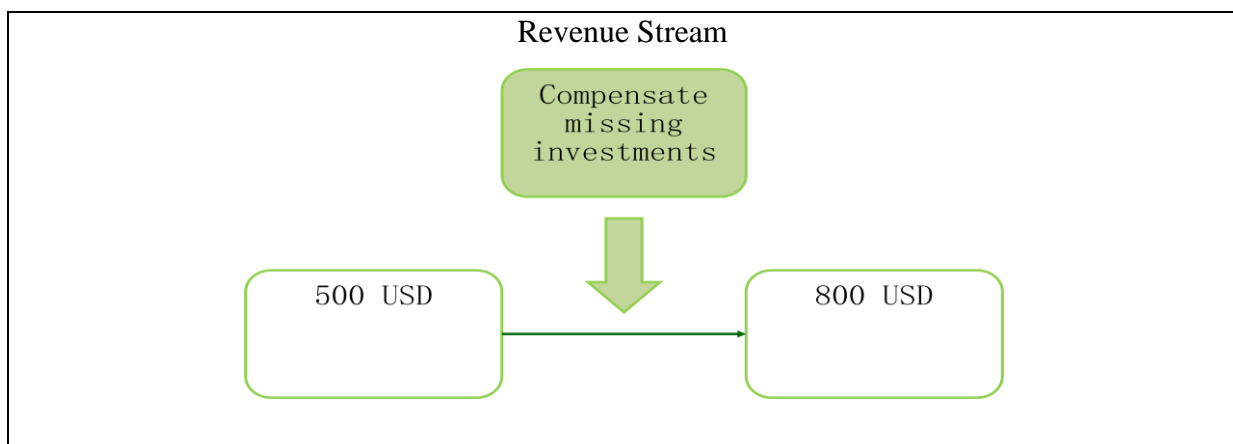 Revenue Stream
Compensate
missing
investments
500 USD
800 USD